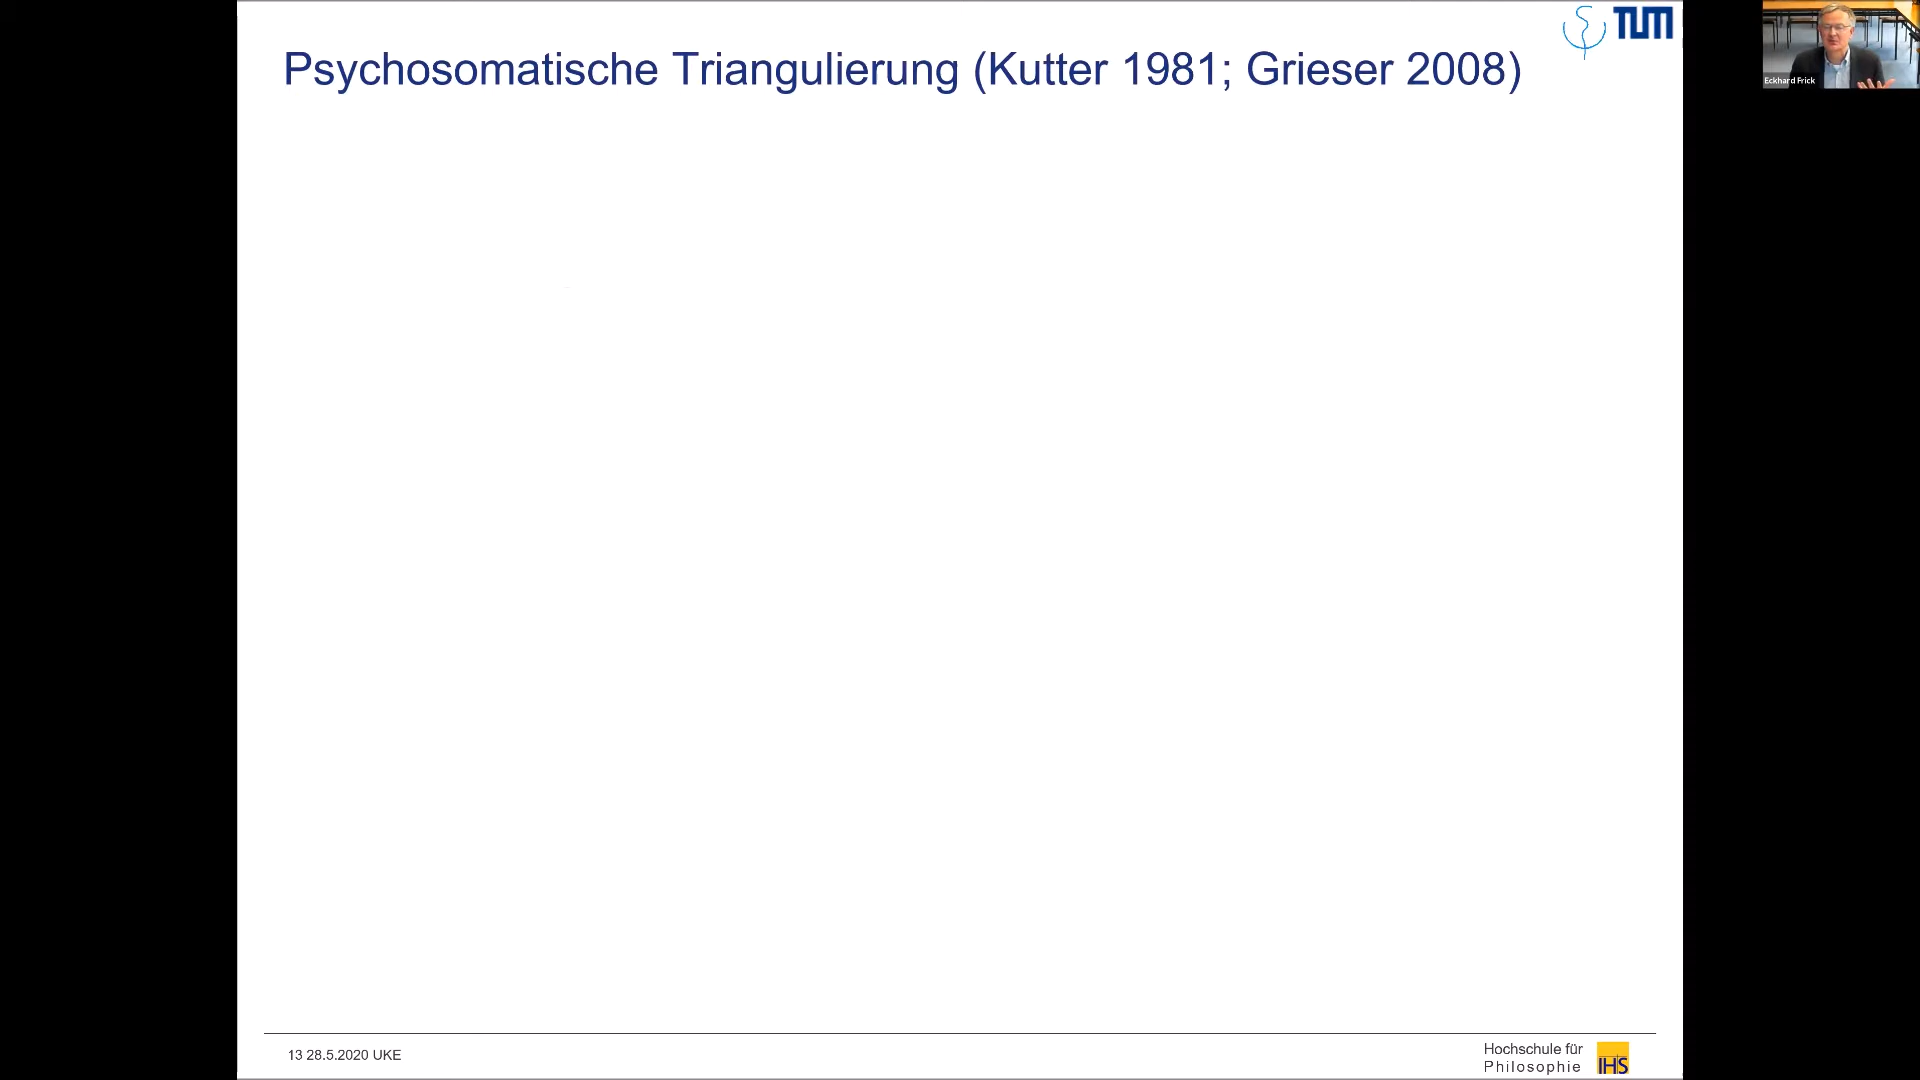 Psychosomatische Triangulierung (Kutter 1981; Grieser 2008)
TUM
Eckhard Frick
13 28.5.2020 UKE
Hochschule für
Philosophie
IHS